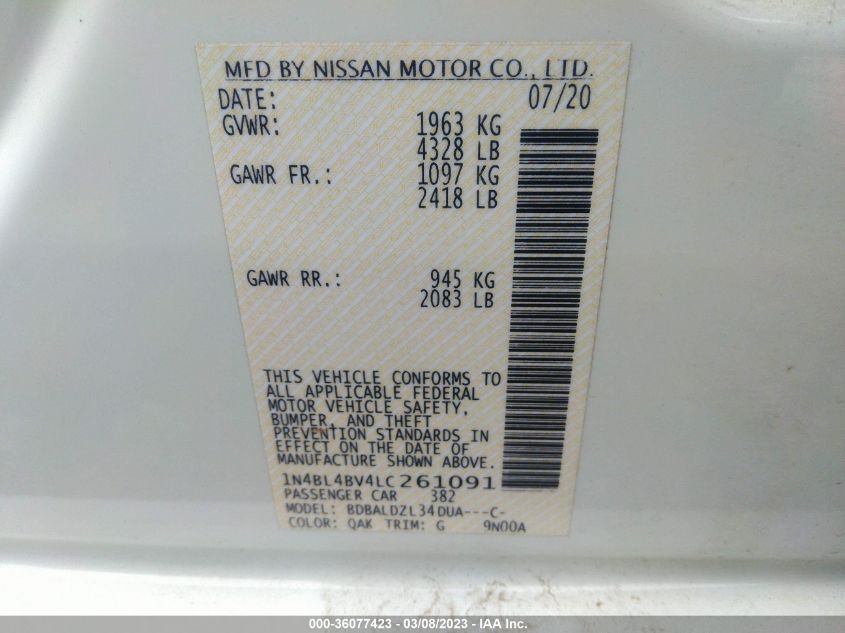 MFD BY NISSAN MOTOR CO., LTD.
DATE: 07/20
GVWR: 1963 KG
4328 LB
GAWR FR.: 1097 KG
2418 LB
GAWR RR.: 945 KG
2083 LB
THIS VEHICLE CONFORMS TO
ALL APPLICABLE FEDERAL
MOTOR VEHICLE SAFETY,
BUMPER, AND THEFT
PREVENTION STANDARDS IN
EFFECT ON THE DATE OF
MANUFACTURE SHOWN ABOVE.
1N4BL4BV4LC261091
PASSENGER CAR 382
MODEL: BDBALDZL34DUA---C-
COLOR: QAK TRIM: G 9N00A
000-36077423 - 03/08/2023 - IAA Inc.